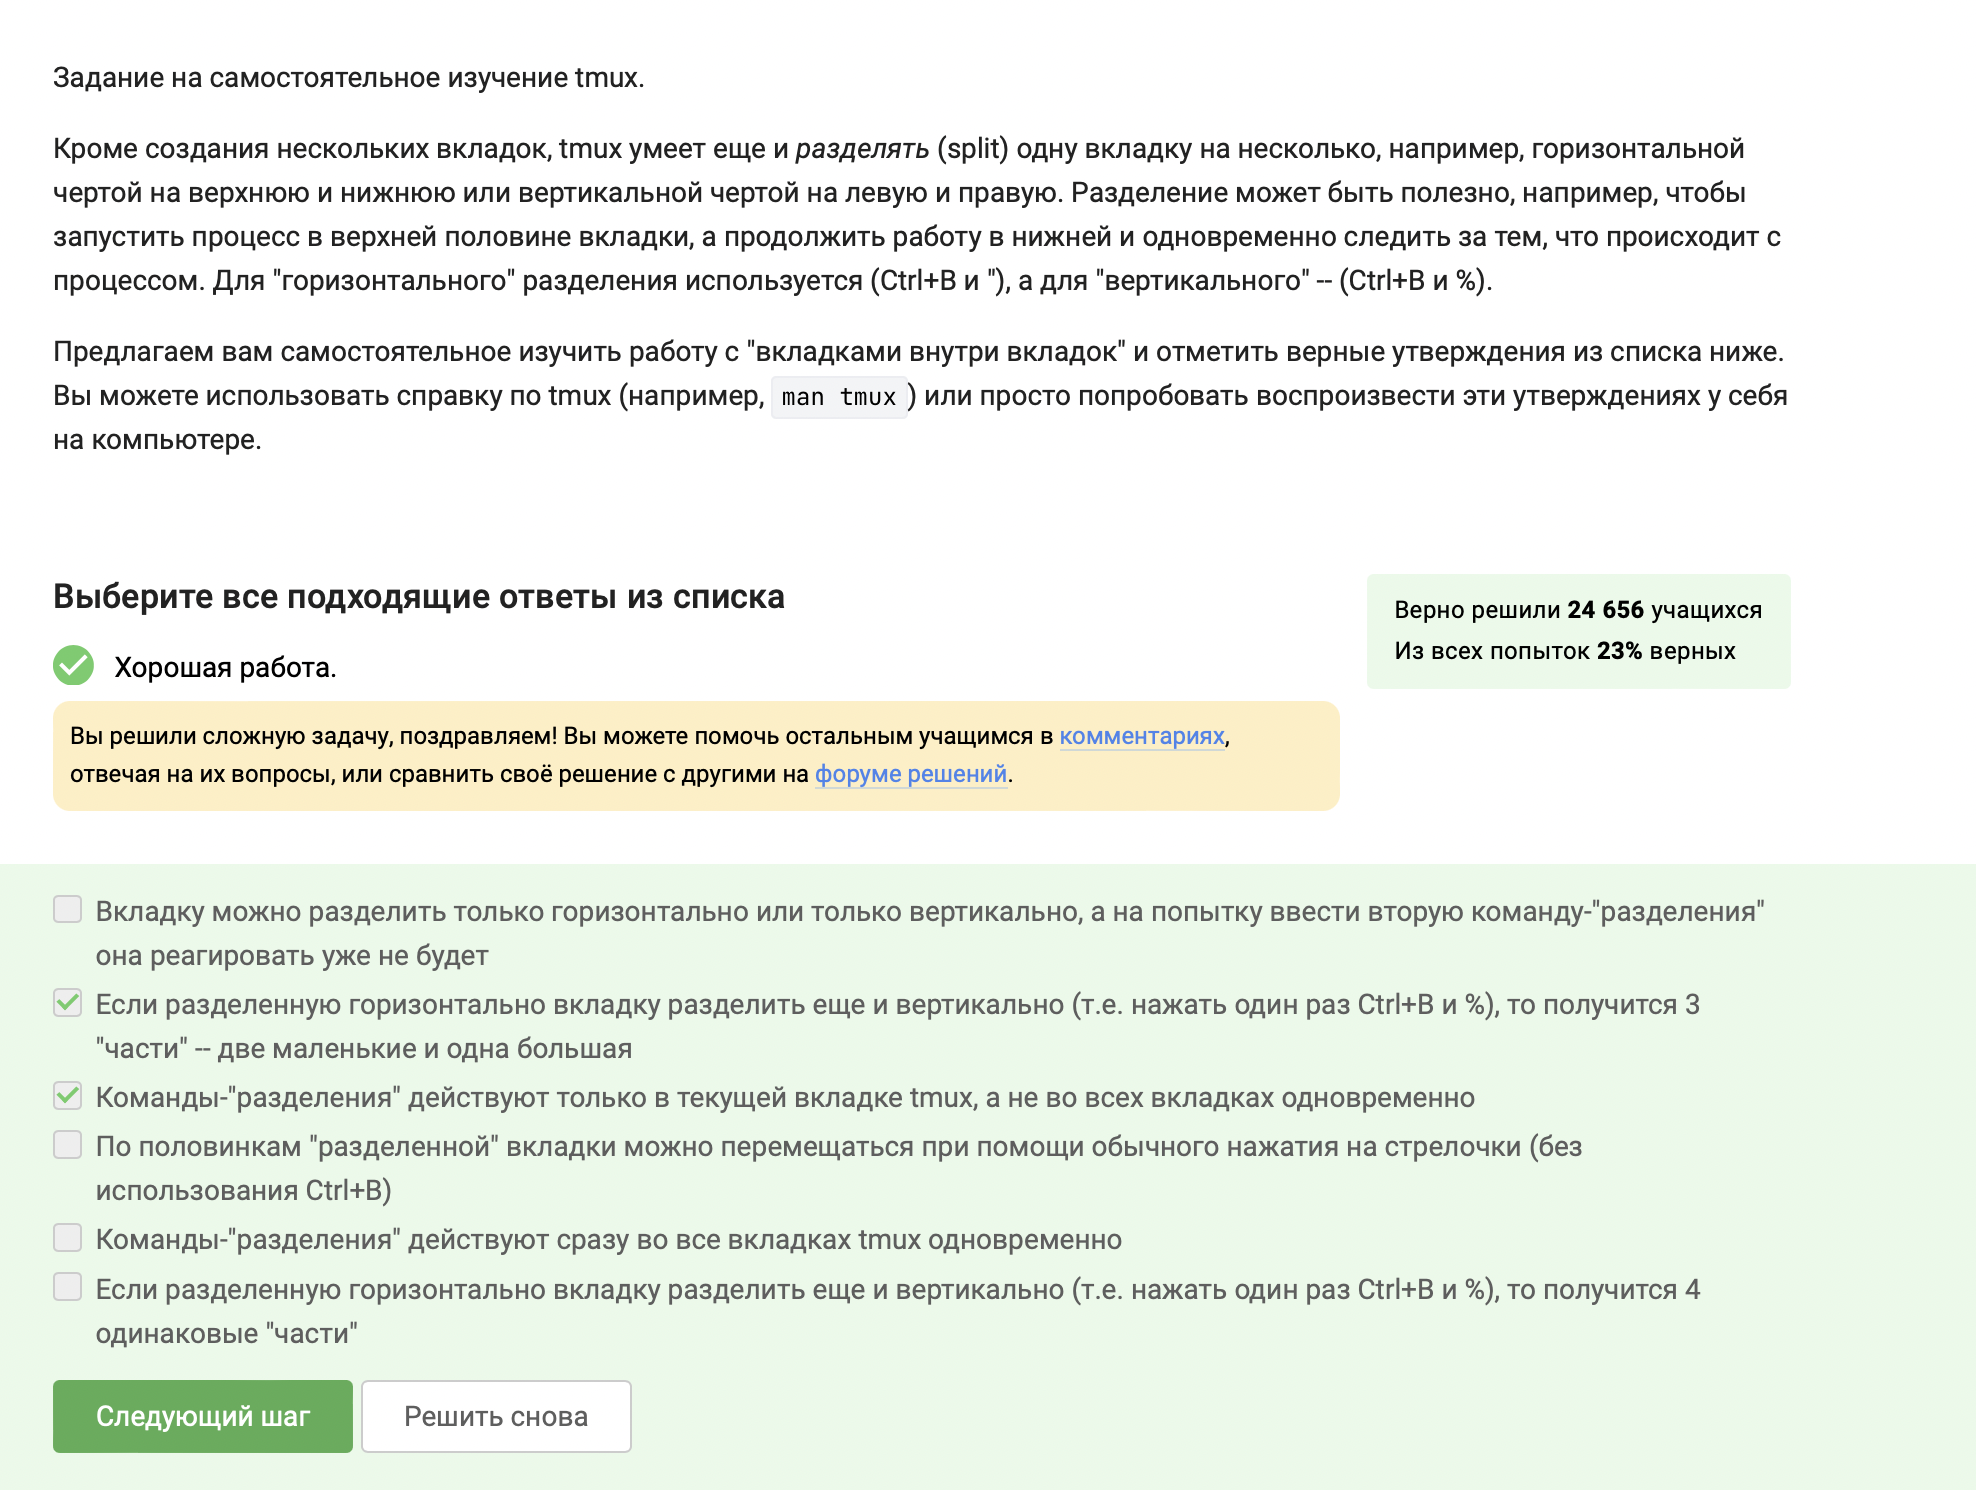 Задание на самостоятельное изучение tmux.
Кроме создания нескольких вкладок, tmux умеет еще и разделять (split) одну вкладку на несколько, например, горизонтальной
чертой на верхнюю и нижнюю или вертикальной чертой на левую и правую. Разделение может быть полезно, например, чтобы
запустить процесс в верхней половине вкладки, а продолжить работу в нижней и одновременно следить за тем, что происходит с
процессом. Для "горизонтального" разделения используется (Ctrl+B и "), а для "вертикального" -- (Ctrl+B и %).
Предлагаем вам самостоятельное изучить работу с "вкладками внутри вкладок" и отметить верные утверждения из списка ниже.
Вы можете использовать справку по tmux (например, man tmux) или просто попробовать воспроизвести эти утверждениях у себя
на компьютере.
Выберите все подходящие ответы из списка
Верно решили 24 656 учащихся
Из всех попыток 23% верных
Хорошая работа.
Вы решили сложную задачу, поздравляем! Вы можете помочь остальным учащимся в комментариях,
отвечая на их вопросы, или сравнить своё решение с другими на форуме решений.
Вкладку можно разделить только горизонтально или только вертикально, а на попытку ввести вторую команду-"разделения"
она реагировать уже не будет
Если разделенную горизонтально вкладку разделить еще и вертикально (т.е. нажать один раз Ctrl+B и %), то получится 3
"части" -- две маленькие и одна большая
Команды-"разделения" действуют только в текущей вкладке tmux, а не во всех вкладках одновременно
По половинкам "разделенной" вкладки можно перемещаться при помощи обычного нажатия на стрелочки (без
использования Ctrl+B)
Команды-"разделения" действуют сразу во все вкладках tmux одновременно
Если разделенную горизонтально вкладку разделить еще и вертикально (т.е. нажать один раз Ctrl+B и %), то получится 4
одинаковые "части"
Следующий шаг
Решить снова